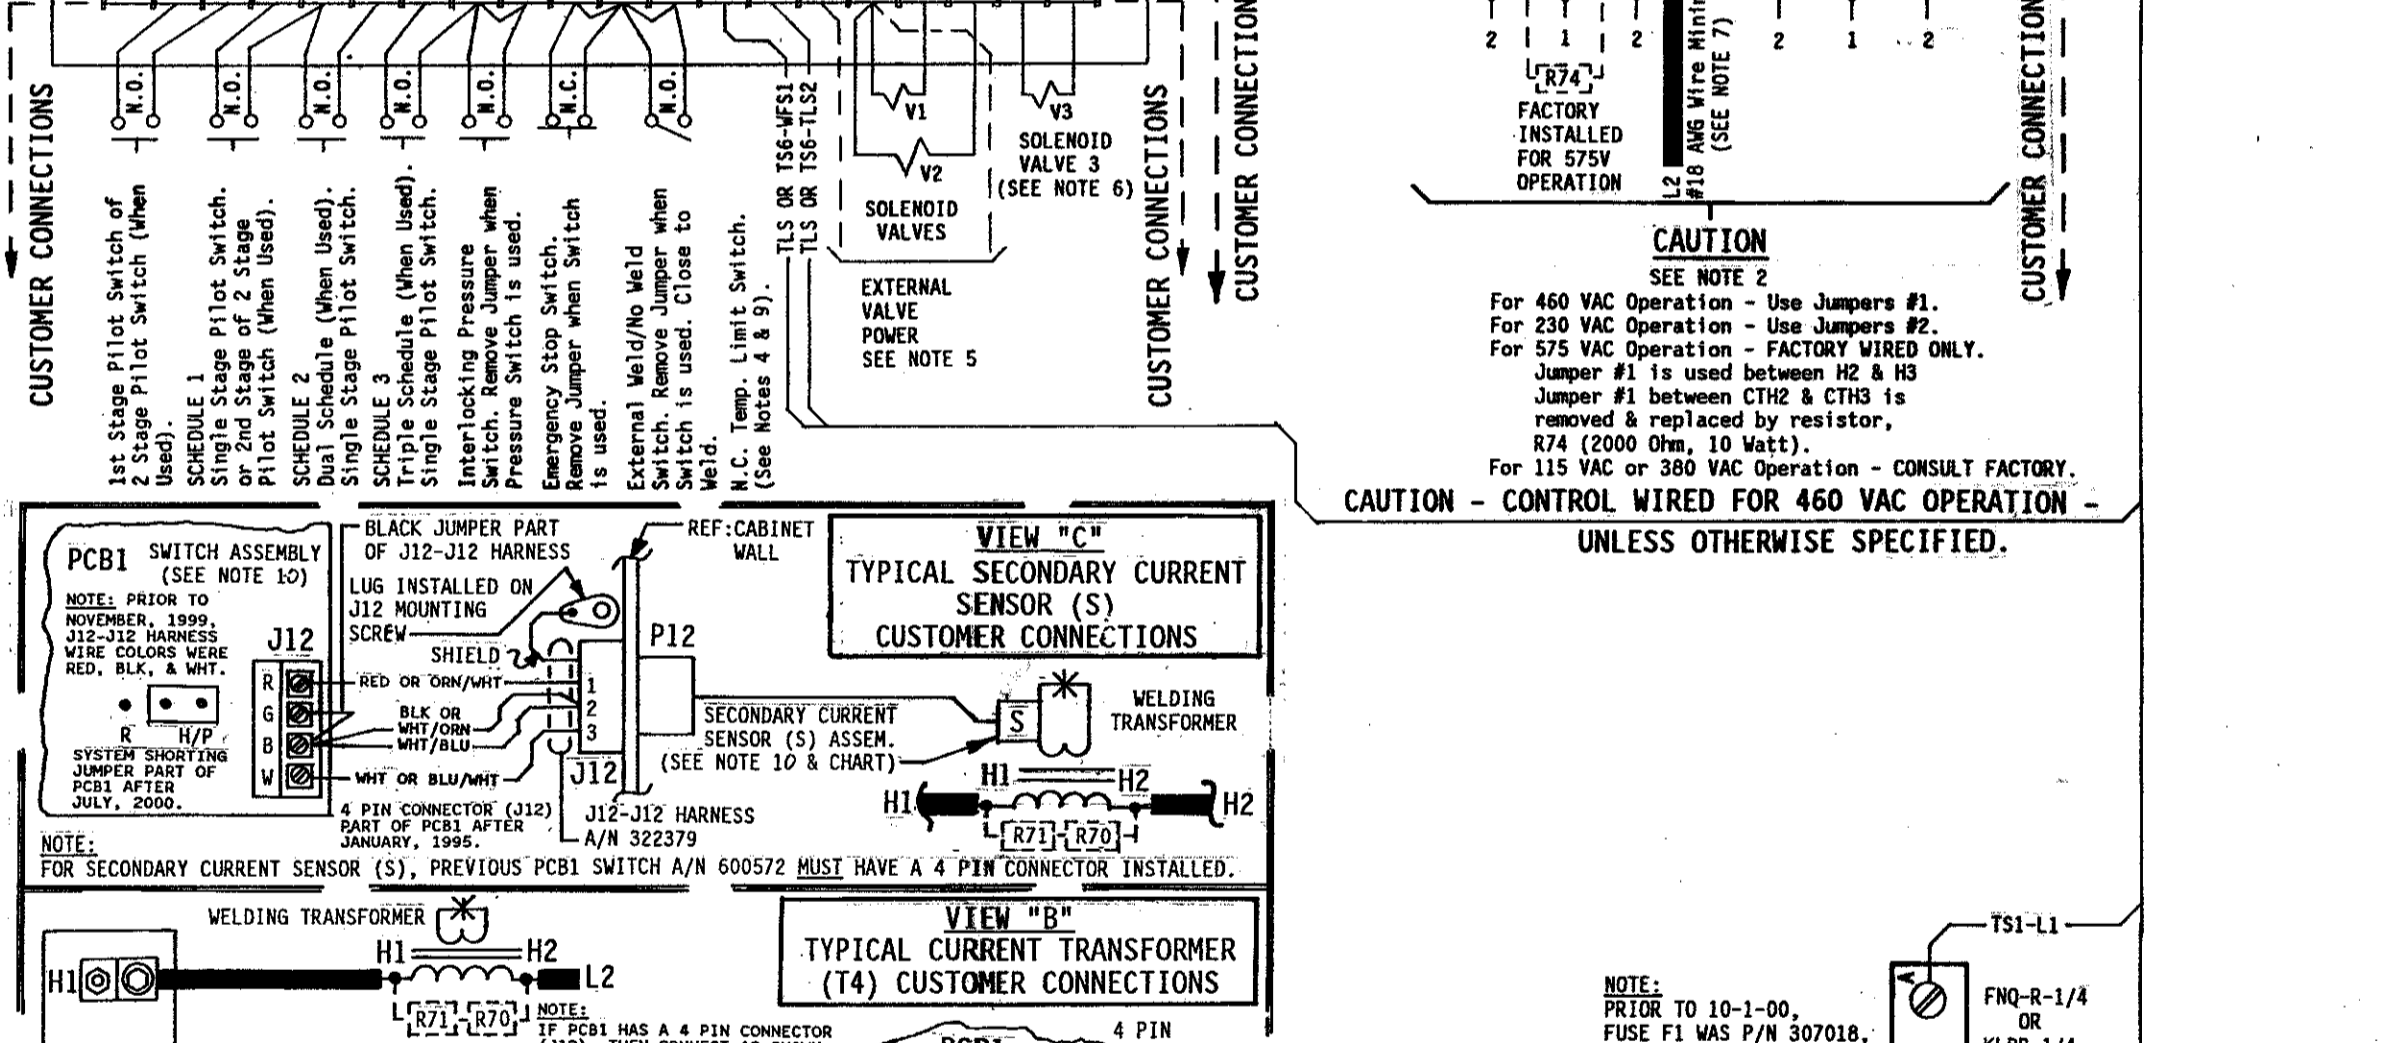 CUSTOMER CONNECTIONS
N.O.
N.O.
N.O.
N.O.
N.O.
N.C.
N.O.
1st Stage Pilot Switch of
2 Stage Pilot Switch (When
Used).
SCHEDULE 1
Single Stage Pilot Switch.
or 2nd Stage of 2 Stage
Pilot Switch (When Used).
SCHEDULE 2
Dual Schedule (When Used).
Single Stage Pilot Switch.
SCHEDULE 3
Triple Schedule (When Used).
Single Stage Pilot Switch.
Interlocking Pressure
Switch. Remove Jumper when
Pressure Switch is used.
Emergency Stop Switch.
Remove Jumper when Switch
is used.
External Weld/No Weld
Switch. Remove Jumper when
Switch is used. Close to
Weld.
N.C. Temp. Limit Switch.
(See Notes 4 & 9).
TLS OR TS6-WFS1
TLS OR TS6-TLS2
V1
V2
V3
SOLENOID
VALVES
SOLENOID
VALVE 3
(SEE NOTE 6)
EXTERNAL
VALVE
POWER
SEE NOTE 5
CUSTOMER CONNECTIONS
CUSTOMER CONNECTION
2
1
2
2
1
2
R74
FACTORY
INSTALLED
FOR 575V
OPERATION
L2
#18 AWG Wire Minim
(SEE NOTE 7)
CUSTOMER CONNECTION
CAUTION
SEE NOTE 2
For 460 VAC Operation - Use Jumpers #1.
For 230 VAC Operation - Use Jumpers #2.
For 575 VAC Operation - FACTORY WIRED ONLY.
Jumper #1 is used between H2 & H3
Jumper #1 between CTH2 & CTH3 is
removed & replaced by resistor,
R74 (2000 Ohm, 10 Watt).
For 115 VAC or 380 VAC Operation - CONSULT FACTORY.
CAUTION - CONTROL WIRED FOR 460 VAC OPERATION -
UNLESS OTHERWISE SPECIFIED.
PCB1 SWITCH ASSEMBLY
(SEE NOTE 10)
NOTE: PRIOR TO
NOVEMBER, 1999,
J12-J12 HARNESS
WIRE COLORS WERE
RED, BLK, & WHT.
R H/P
SYSTEM SHORTING
JUMPER PART OF
PCB1 AFTER
JULY, 2000.
J12
R
G
B
W
BLACK JUMPER PART
OF J12-J12 HARNESS
LUG INSTALLED ON
J12 MOUNTING
SCREW
SHIELD
RED OR ORN/WHT
BLK OR
WHT/ORN
WHT/BLU
WHT OR BLU/WHT
1
2
3
J12
P12
REF:CABINET
WALL
4 PIN CONNECTOR (J12)
PART OF PCB1 AFTER
JANUARY, 1995.
J12-J12 HARNESS
A/N 322379
VIEW "C"
TYPICAL SECONDARY CURRENT
SENSOR (S)
CUSTOMER CONNECTIONS
SECONDARY CURRENT
SENSOR (S) ASSEM.
(SEE NOTE 10 & CHART)
S
WELDING
TRANSFORMER
H1 H2
H1 H2
R71 R70
NOTE:
FOR SECONDARY CURRENT SENSOR (S), PREVIOUS PCB1 SWITCH A/N 600572 MUST HAVE A 4 PIN CONNECTOR INSTALLED.
WELDING TRANSFORMER
H1 H2
H1
L2
R71 R70
NOTE:
IF PCB1 HAS A 4 PIN CONNECTOR
VIEW "B"
TYPICAL CURRENT TRANSFORMER
(T4) CUSTOMER CONNECTIONS
4 PIN
TS1-L1
NOTE:
PRIOR TO 10-1-00,
FUSE F1 WAS P/N 307018,
FNQ-R-1/4
OR